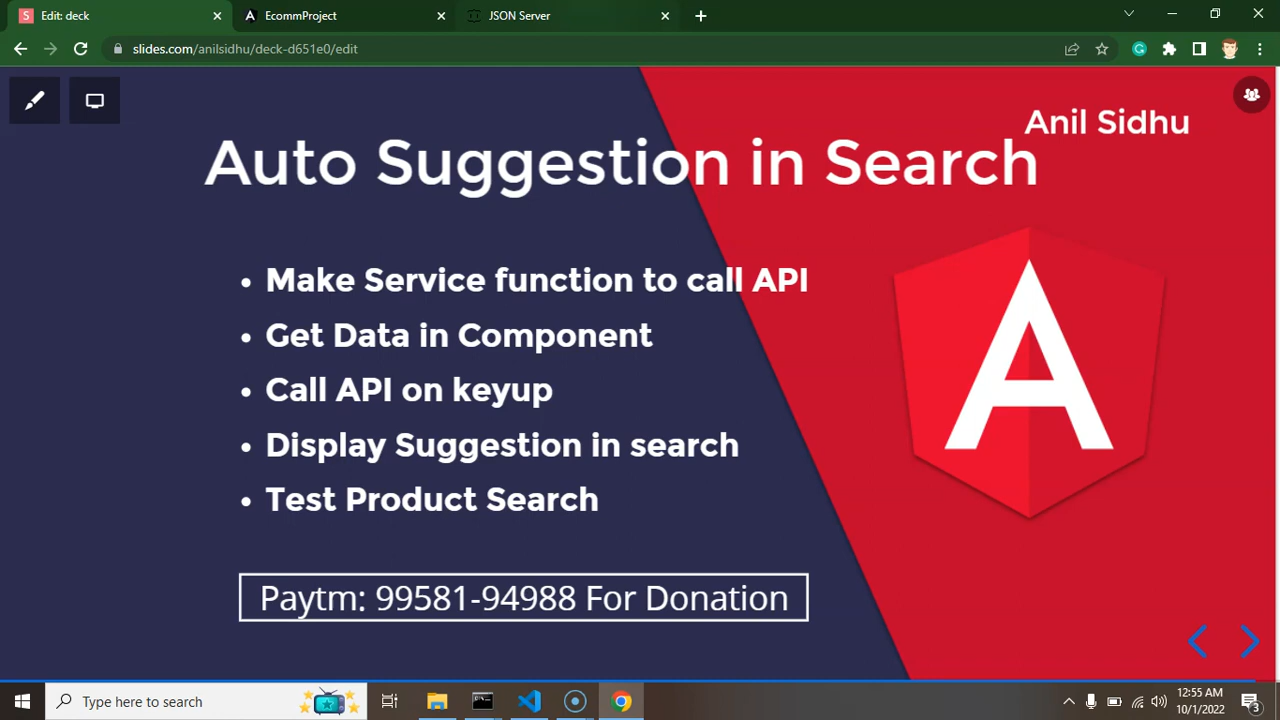 Edit: deck
EcommProject
JSON Server
slides.com/anilsidhu/deck-d651e0/edit
Anil Sidhu
Auto Suggestion in Search
• Make Service function to call API
• Get Data in Component
• Call API on keyup
• Display Suggestion in search
• Test Product Search
Paytm: 99581-94988 For Donation
Type here to search
12:55 AM
10/1/2022
3